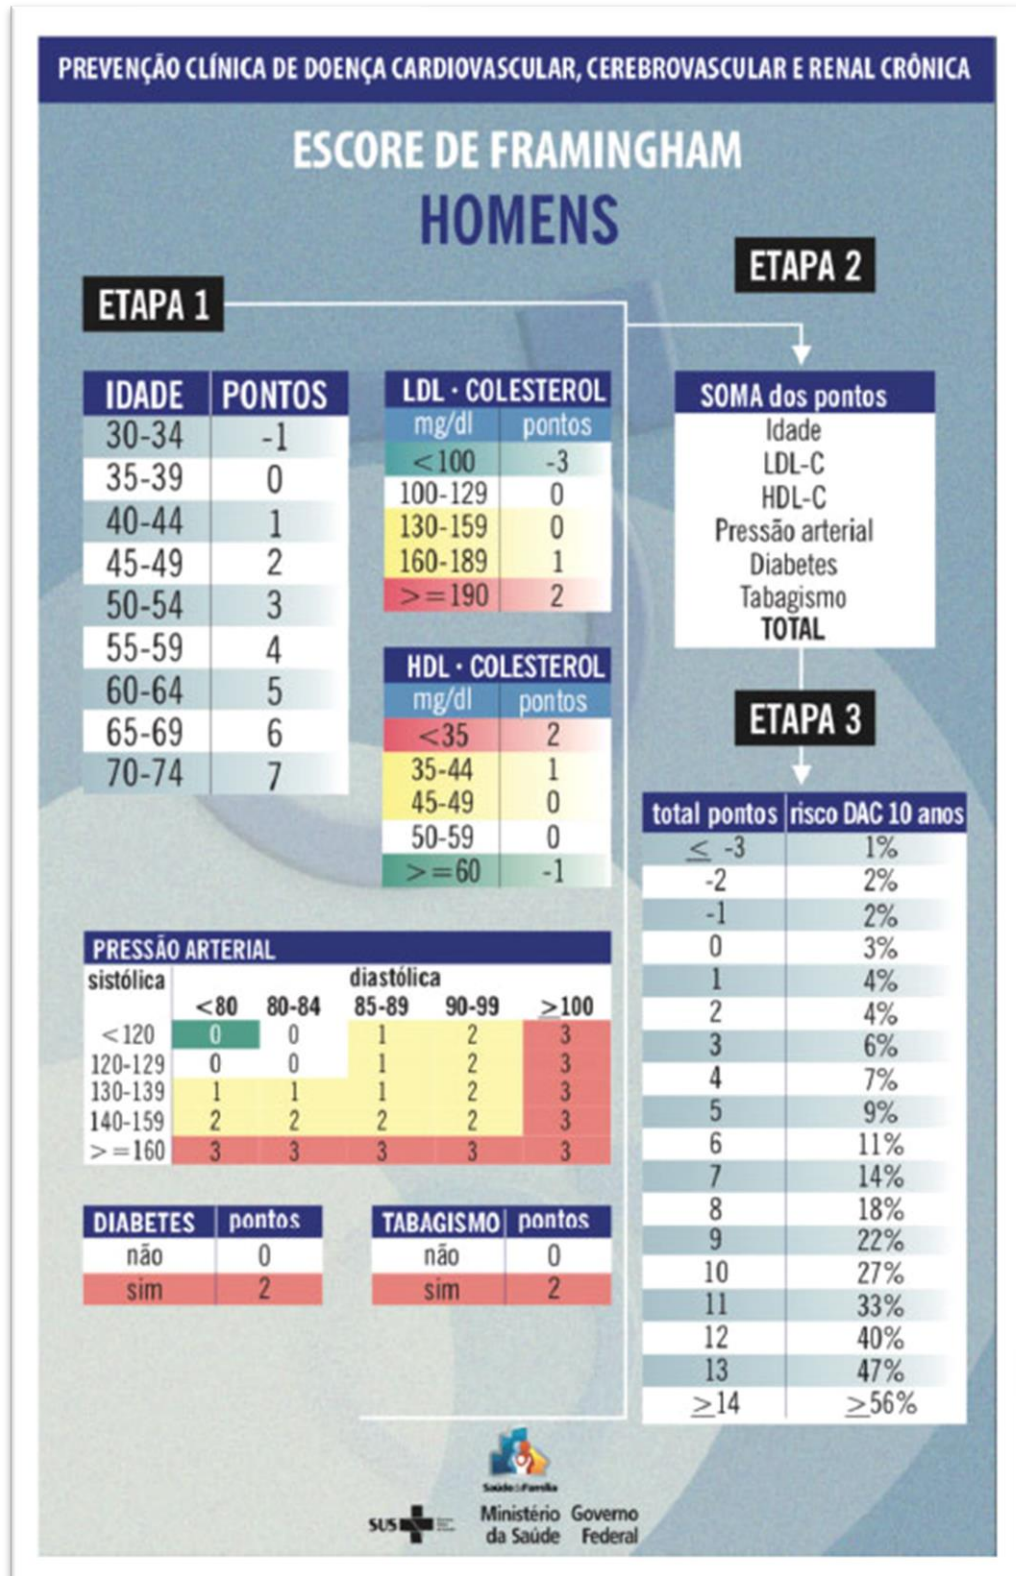 PREVENÇÃO CLÍNICA DE DOENÇA CARDIOVASCULAR, CEREBROVASCULAR E RENAL CRÔNICA
ESCORE DE FRAMINGHAM
HOMENS
ETAPA 1
IDADE PONTOS
30-34 -1
35-39 0
40-44 1
45-49 2
50-54 3
55-59 4
60-64 5
65-69 6
70-74 7
LDL · COLESTEROL
mg/dl pontos
<100 -3
100-129 0
130-159 0
160-189 1
>=190 2
HDL · COLESTEROL
mg/dl pontos
<35 2
35-44 1
45-49 0
50-59 0
>=60 -1
PRESSÃO ARTERIAL
sistólica diastólica
<80 80-84 85-89 90-99 ≥100
<120 0 0 1 2 3
120-129 0 0 1 2 3
130-139 1 1 1 2 3
140-159 2 2 2 2 3
>=160 3 3 3 3 3
DIABETES pontos
não 0
sim 2
TABAGISMO pontos
não 0
sim 2
ETAPA 2
SOMA dos pontos
Idade
LDL-C
HDL-C
Pressão arterial
Diabetes
Tabagismo
TOTAL
ETAPA 3
total pontos risco DAC 10 anos
≤ -3 1%
-2 2%
-1 2%
0 3%
1 4%
2 4%
3 6%
4 7%
5 9%
6 11%
7 14%
8 18%
9 22%
10 27%
11 33%
12 40%
13 47%
≥14 ≥56%
Saúde da Família
SUS
Ministério da Saúde
Governo Federal